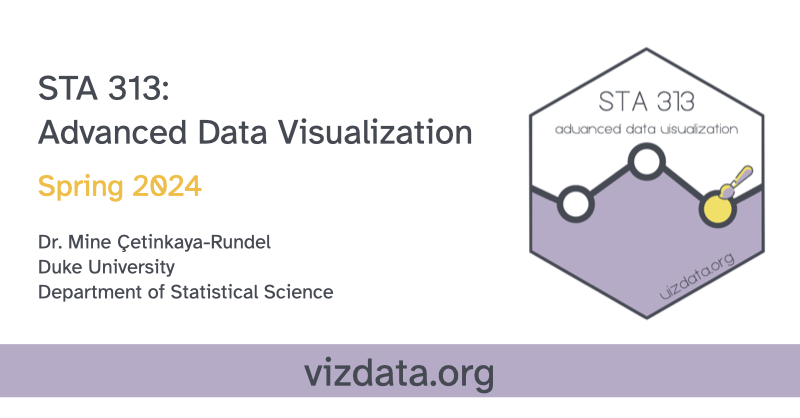 STA 313:
Advanced Data Visualization
Spring 2024
Dr. Mine Çetinkaya-Rundel
Duke University
Department of Statistical Science
STA 313
advanced data visualization
vizdata.org
vizdata.org